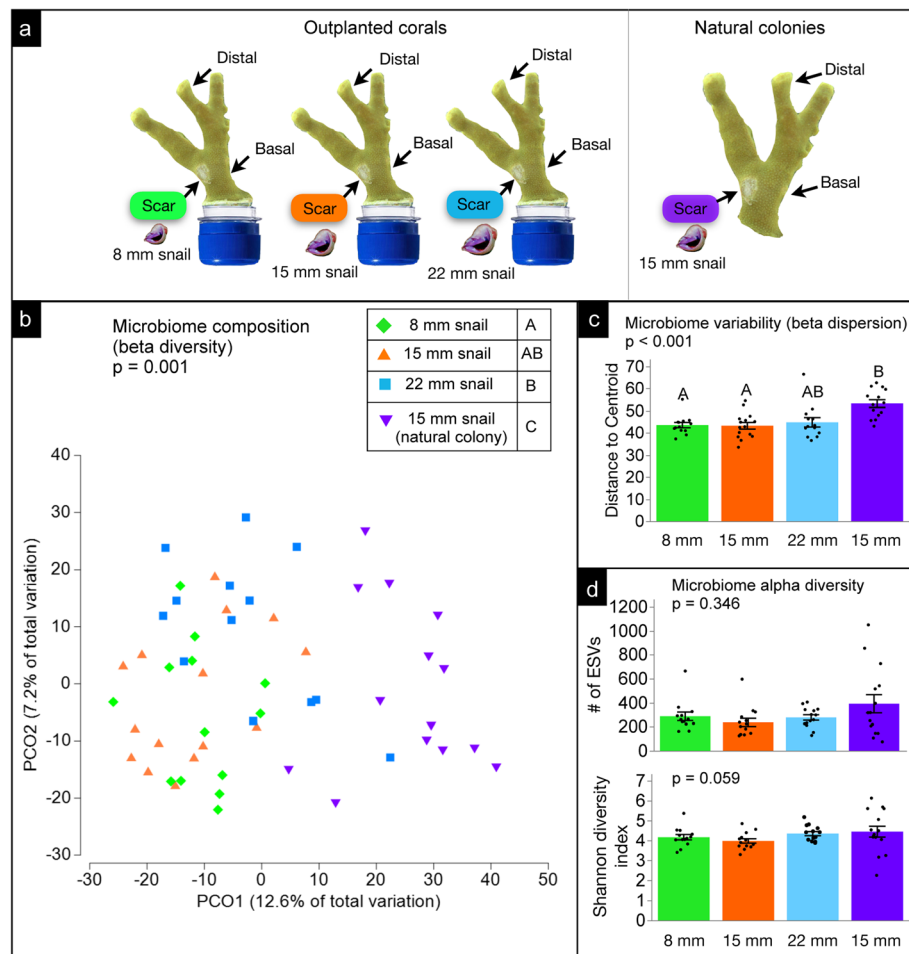 a
Outplanted corals
Natural colonies
Distal
Distal
Distal
Distal
Basal
Basal
Basal
Basal
Scar
Scar
Scar
Scar
8 mm snail
15 mm snail
22 mm snail
15 mm snail
b
Microbiome composition
(beta diversity)
p = 0.001
8 mm snail A
15 mm snail AB
22 mm snail B
15 mm snail
(natural colony) C
40
30
20
10
0
-10
-20
-30
PCO2 (7.2% of total variation)
-30 -20 -10 0 10 20 30 40 50
PCO1 (12.6% of total variation)
c
Microbiome variability (beta dispersion)
p < 0.001
70
60
50
40
30
20
10
0
Distance to Centroid
A A AB B
8 mm 15 mm 22 mm 15 mm
d
Microbiome alpha diversity
p = 0.346
1200
1000
800
600
400
200
0
# of ESVs
p = 0.059
7
6
5
4
3
2
1
0
Shannon diversity
index
8 mm 15 mm 22 mm 15 mm